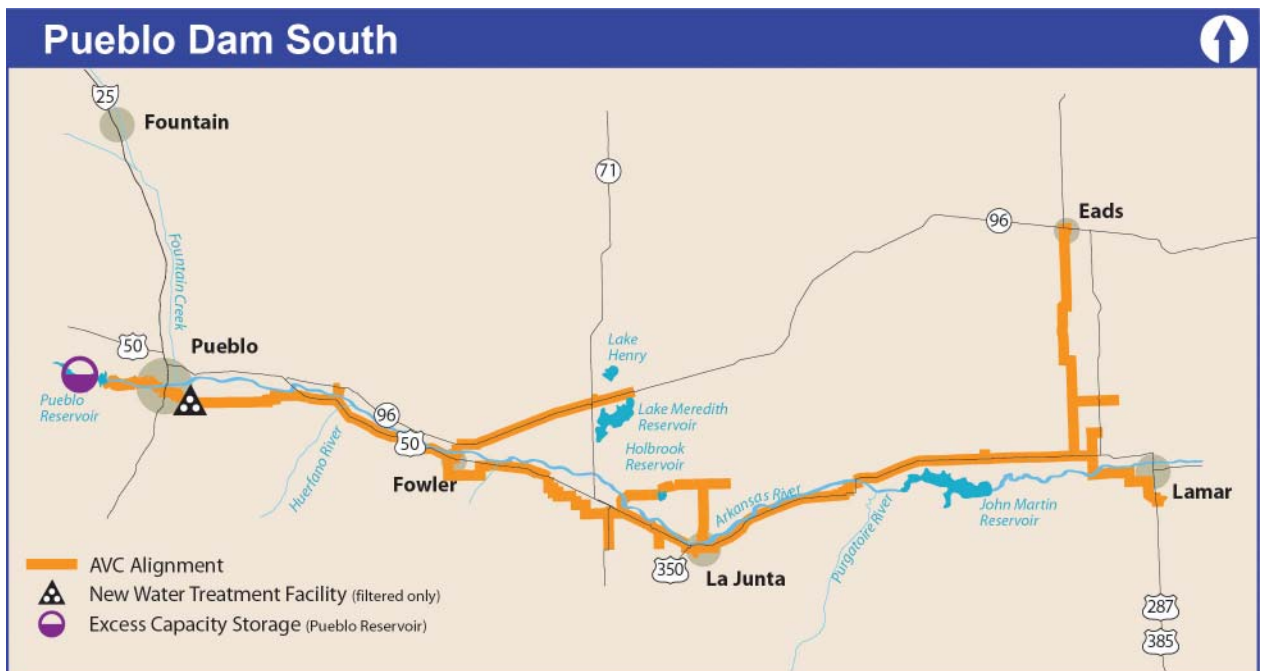 Pueblo Dam South
25
Fountain
71
Eads
96
Fountain Creek
50
Pueblo
Lake
Henry
Pueblo
Reservoir
Lake Meredith
Reservoir
96
50
Holbrook
Reservoir
Huerfano River
Fowler
Arkansas River
Lamar
Purgatoire River
John Martin
Reservoir
350
La Junta
AVC Alignment
New Water Treatment Facility (filtered only)
Excess Capacity Storage (Pueblo Reservoir)
287
385